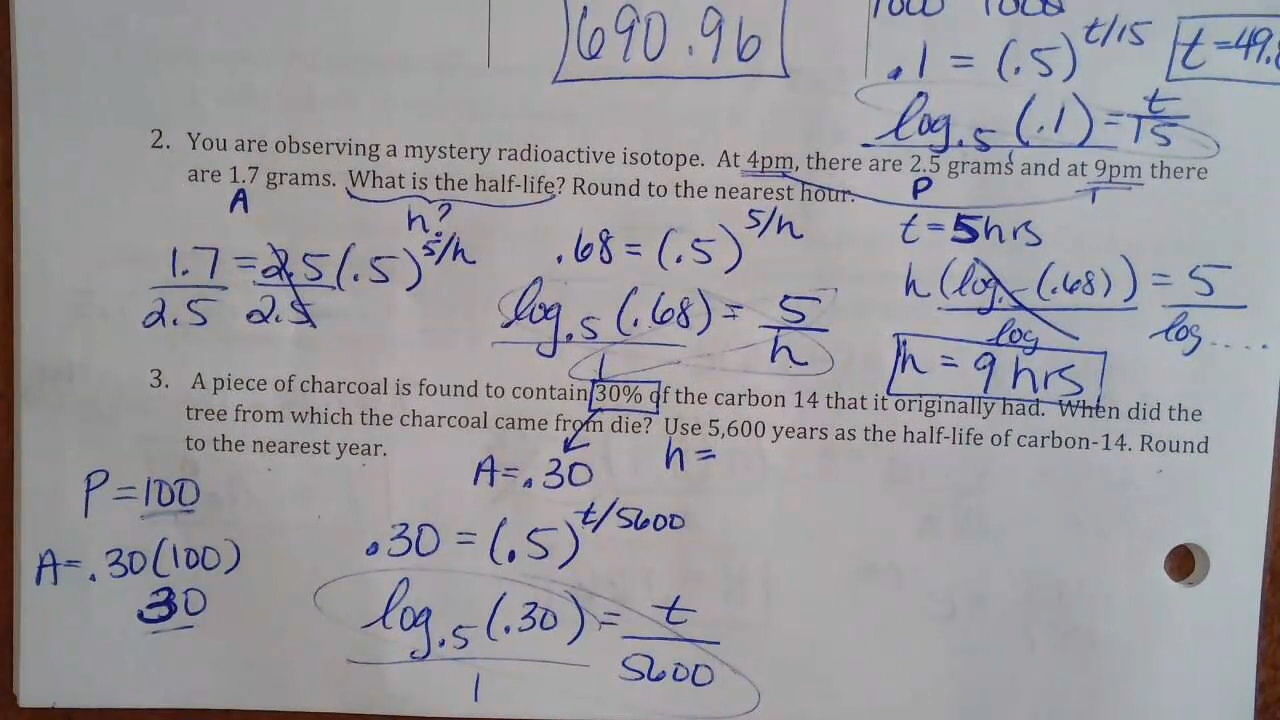 690.96
1000 1000
.1 = (.5)^t/15
t = 49.
log.5 (.1) = t/15
2. You are observing a mystery radioactive isotope. At 4pm, there are 2.5 grams and at 9pm there
are 1.7 grams. What is the half-life? Round to the nearest hour.
A
h?
P
t = 5 hrs
1.7/2.5 = 2.5(.5)^5/h / 2.5
.68 = (.5)^5/h
log.5 (.68) = 5/h
1
h(log (.68)) = 5
log log....
h = 9 hrs
3. A piece of charcoal is found to contain 30% of the carbon 14 that it originally had. When did the
tree from which the charcoal came from die? Use 5,600 years as the half-life of carbon-14. Round
to the nearest year.
A = .30
h =
P = 100
A = .30(100)
30
.30 = (.5)^t/5600
log.5 (.30) = t/5600
1